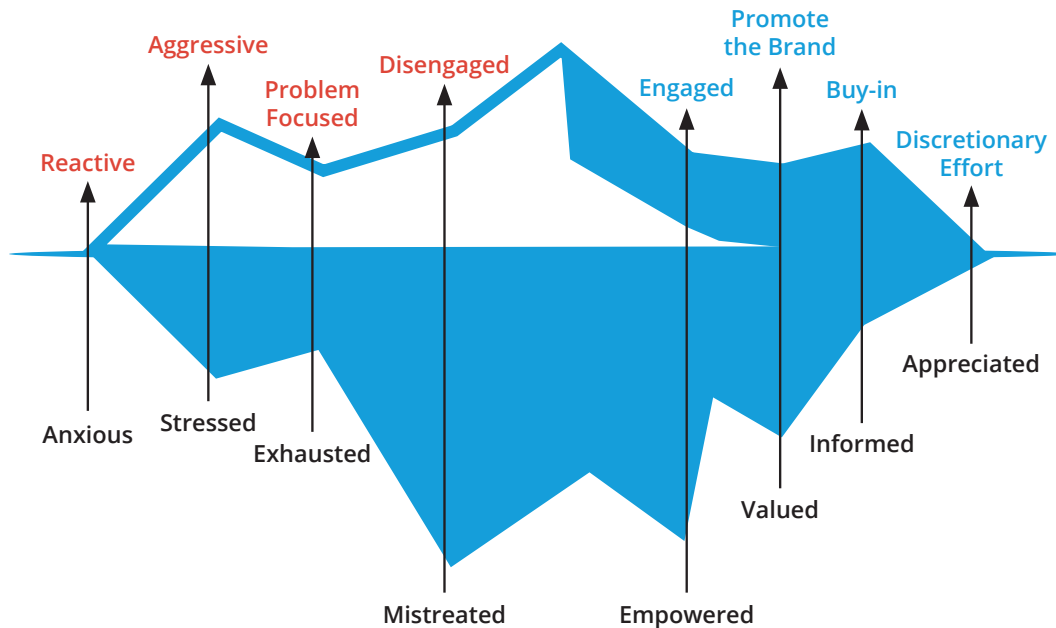 Promote
the Brand
Aggressive
Disengaged
Problem
Focused
Engaged
Buy-in
Reactive
Discretionary
Effort
Anxious
Stressed
Exhausted
Mistreated
Empowered
Valued
Informed
Appreciated